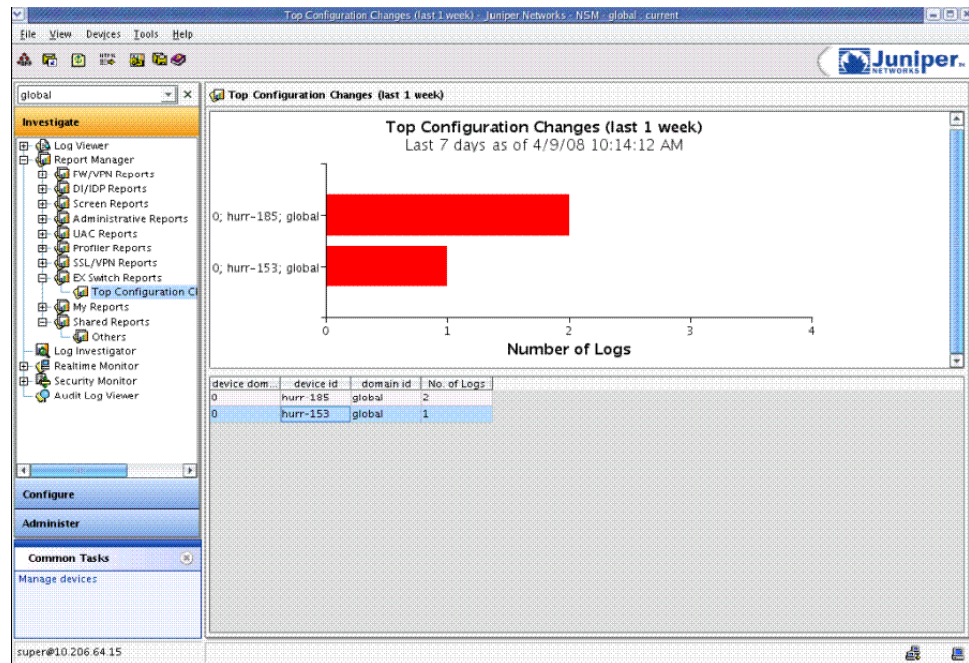 Top Configuration Changes (last 1 week) - Juniper Networks - NSM - global : current
File View Devices Tools Help
Juniper
NETWORKS
global
Investigate
Log Viewer
Report Manager
FW/VPN Reports
DI/IDP Reports
Screen Reports
Administrative Reports
UAC Reports
Profiler Reports
SSL/VPN Reports
EX Switch Reports
Top Configuration Cl
My Reports
Shared Reports
Others
Log Investigator
Realtime Monitor
Security Monitor
Audit Log Viewer
Configure
Administer
Common Tasks
Manage devices
Top Configuration Changes (last 1 week)
Top Configuration Changes (last 1 week)
Last 7 days as of 4/9/08 10:14:12 AM
0; hurr-185; global
0; hurr-153; global
0 1 2 3 4
Number of Logs
device dom... device id domain id No. of Logs
0 hurr-185 global 2
0 hurr-153 global 1
super@10.206.64.15